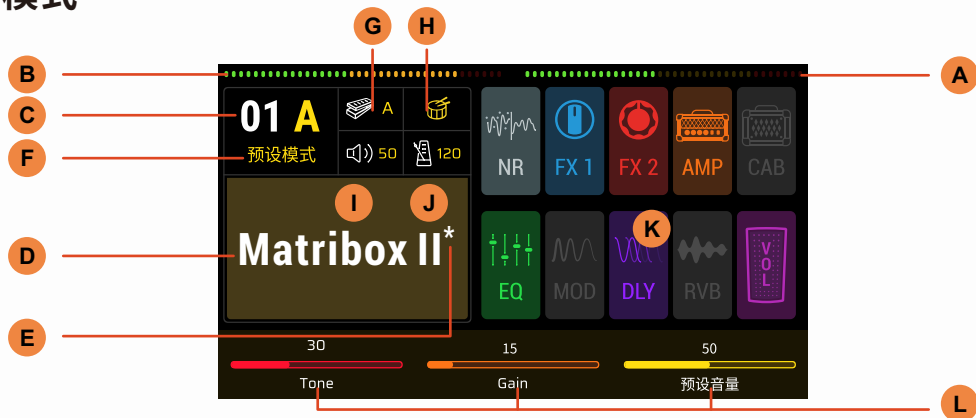 模式
G H
B A
C 01 A A
F 预设模式 50 120
NR FX 1 FX 2 AMP CAB
I J K
D Matribox II*
EQ MOD DLY RVB VOL
E
30 15 50
Tone Gain 预设音量
L